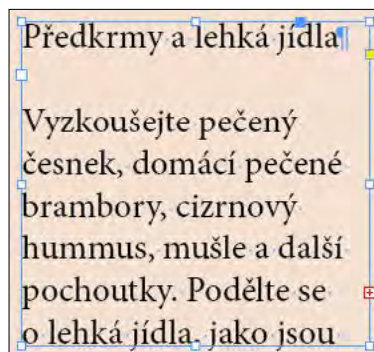 Předkrmy a lehká jídla¶
Vyzkoušejte pečený
česnek, domácí pečené
brambory, cizrnový
hummus, mušle a další
pochoutky. Podělte se
o lehká jídla, jako jsou